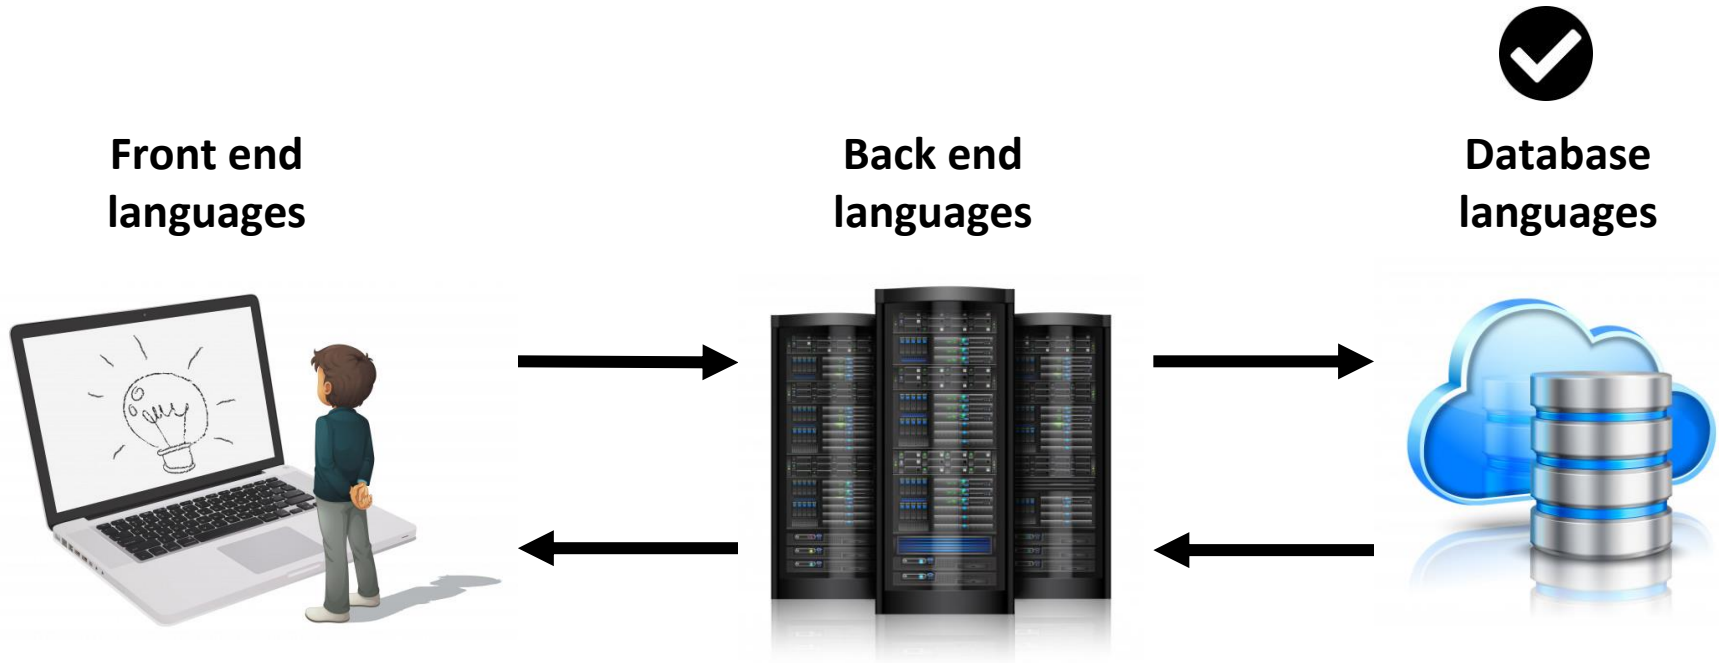 Front end
languages
Back end
languages
Database
languages